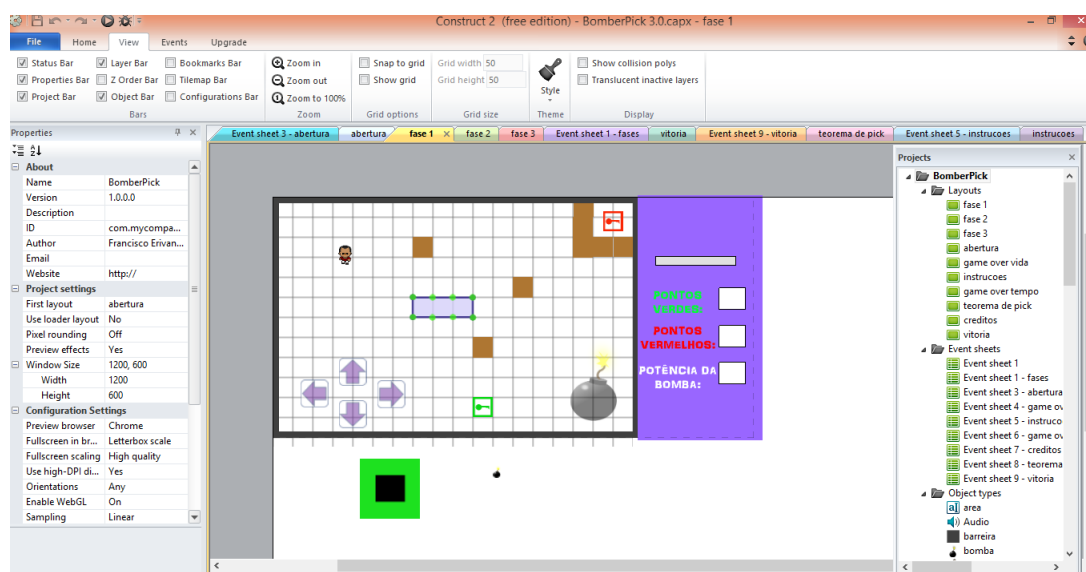 Construct 2 (free edition) - BomberPick 3.0.capx - fase 1
File Home View Events Upgrade
Status Bar Layer Bar Bookmarks Bar Zoom in Snap to grid Grid width 50 Show collision polys
Properties Bar Z Order Bar Tilemap Bar Zoom out Show grid Grid height 50 Translucent inactive layers
Project Bar Object Bar Configurations Bar Zoom to 100% Style
Bars Zoom Grid options Grid size Theme Display
Properties Event sheet 3 - abertura abertura fase 1 fase 2 fase 3 Event sheet 1 - fases vitoria Event sheet 9 - vitoria teorema de pick Event sheet 5 - instrucoes instrucoes
About
Name BomberPick
Version 1.0.0.0
Description
ID com.mycompa...
Author Francisco Erivan...
Email
Website http://
Project settings
First layout abertura
Use loader layout No
Pixel rounding Off
Preview effects Yes
Window Size 1200, 600
Width 1200
Height 600
Configuration Settings
Preview browser Chrome
Fullscreen in br... Letterbox scale
Fullscreen scaling High quality
Use high-DPI di... Yes
Orientations Any
Enable WebGL On
Sampling Linear
PONTOS
VERDES:
PONTOS
VERMELHOS:
POTÊNCIA DA
BOMBA:
Projects
BomberPick
Layouts
fase 1
fase 2
fase 3
abertura
game over vida
instrucoes
game over tempo
teorema de pick
creditos
vitoria
Event sheets
Event sheet 1
Event sheet 1 - fases
Event sheet 3 - abertura
Event sheet 4 - game ov
Event sheet 5 - instruco
Event sheet 6 - game ov
Event sheet 7 - creditos
Event sheet 8 - teorema
Event sheet 9 - vitoria
Object types
area
Audio
barreira
bomba